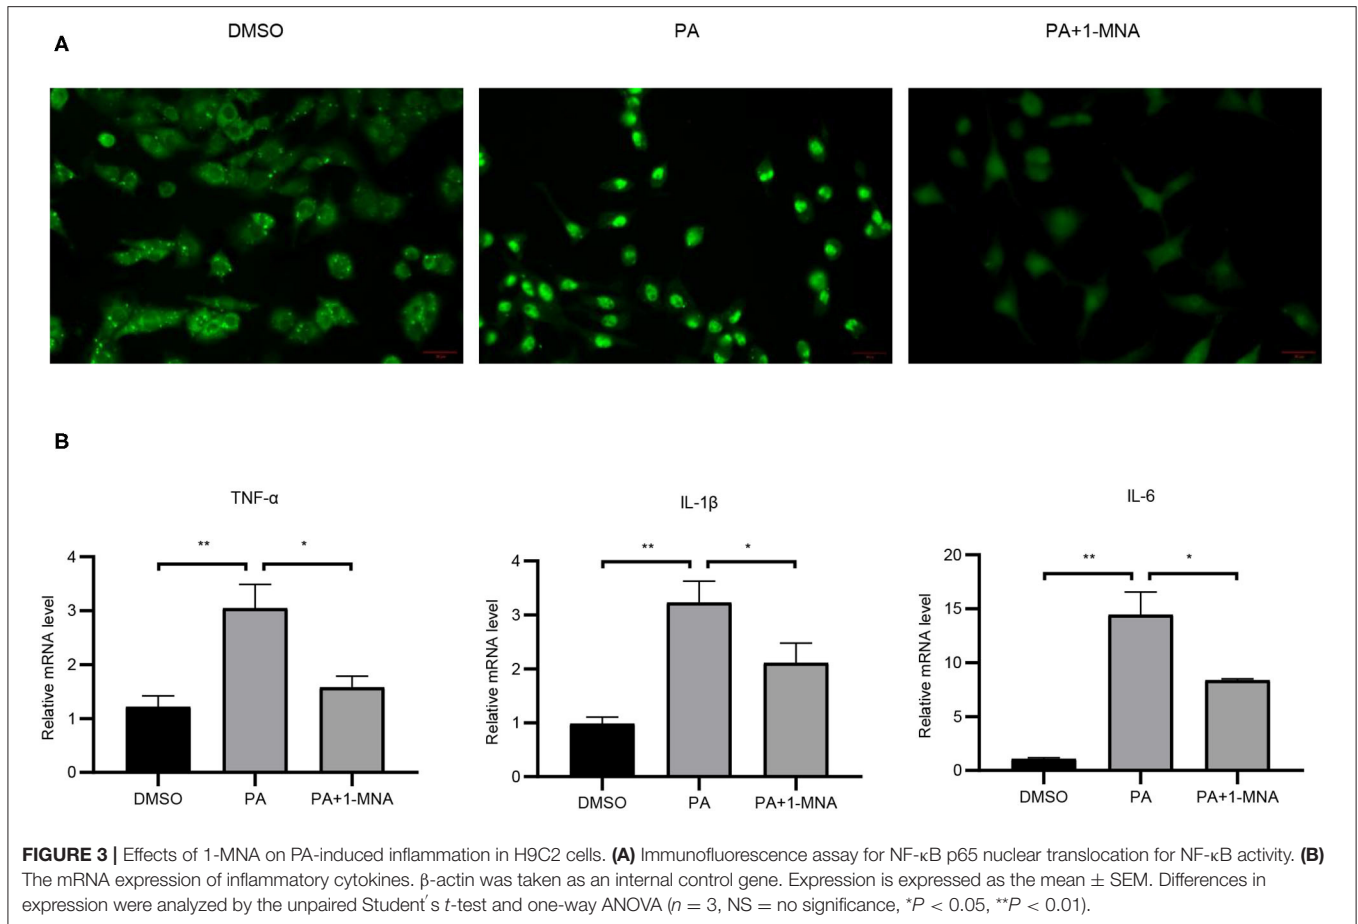 A
DMSO
PA
PA+1-MNA
B
TNF-α
Relative mRNA level
4
3
2
1
0
**
*
DMSO
PA
PA+1-MNA
IL-1β
Relative mRNA level
4
3
2
1
0
**
*
DMSO
PA
PA+1-MNA
IL-6
Relative mRNA level
20
15
10
5
0
**
*
DMSO
PA
PA+1-MNA
FIGURE 3 | Effects of 1-MNA on PA-induced inflammation in H9C2 cells. (A) Immunofluorescence assay for NF-κB p65 nuclear translocation for NF-κB activity. (B)
The mRNA expression of inflammatory cytokines. β-actin was taken as an internal control gene. Expression is expressed as the mean ± SEM. Differences in
expression were analyzed by the unpaired Student′s t-test and one-way ANOVA (n = 3, NS = no significance, *P < 0.05, **P < 0.01).